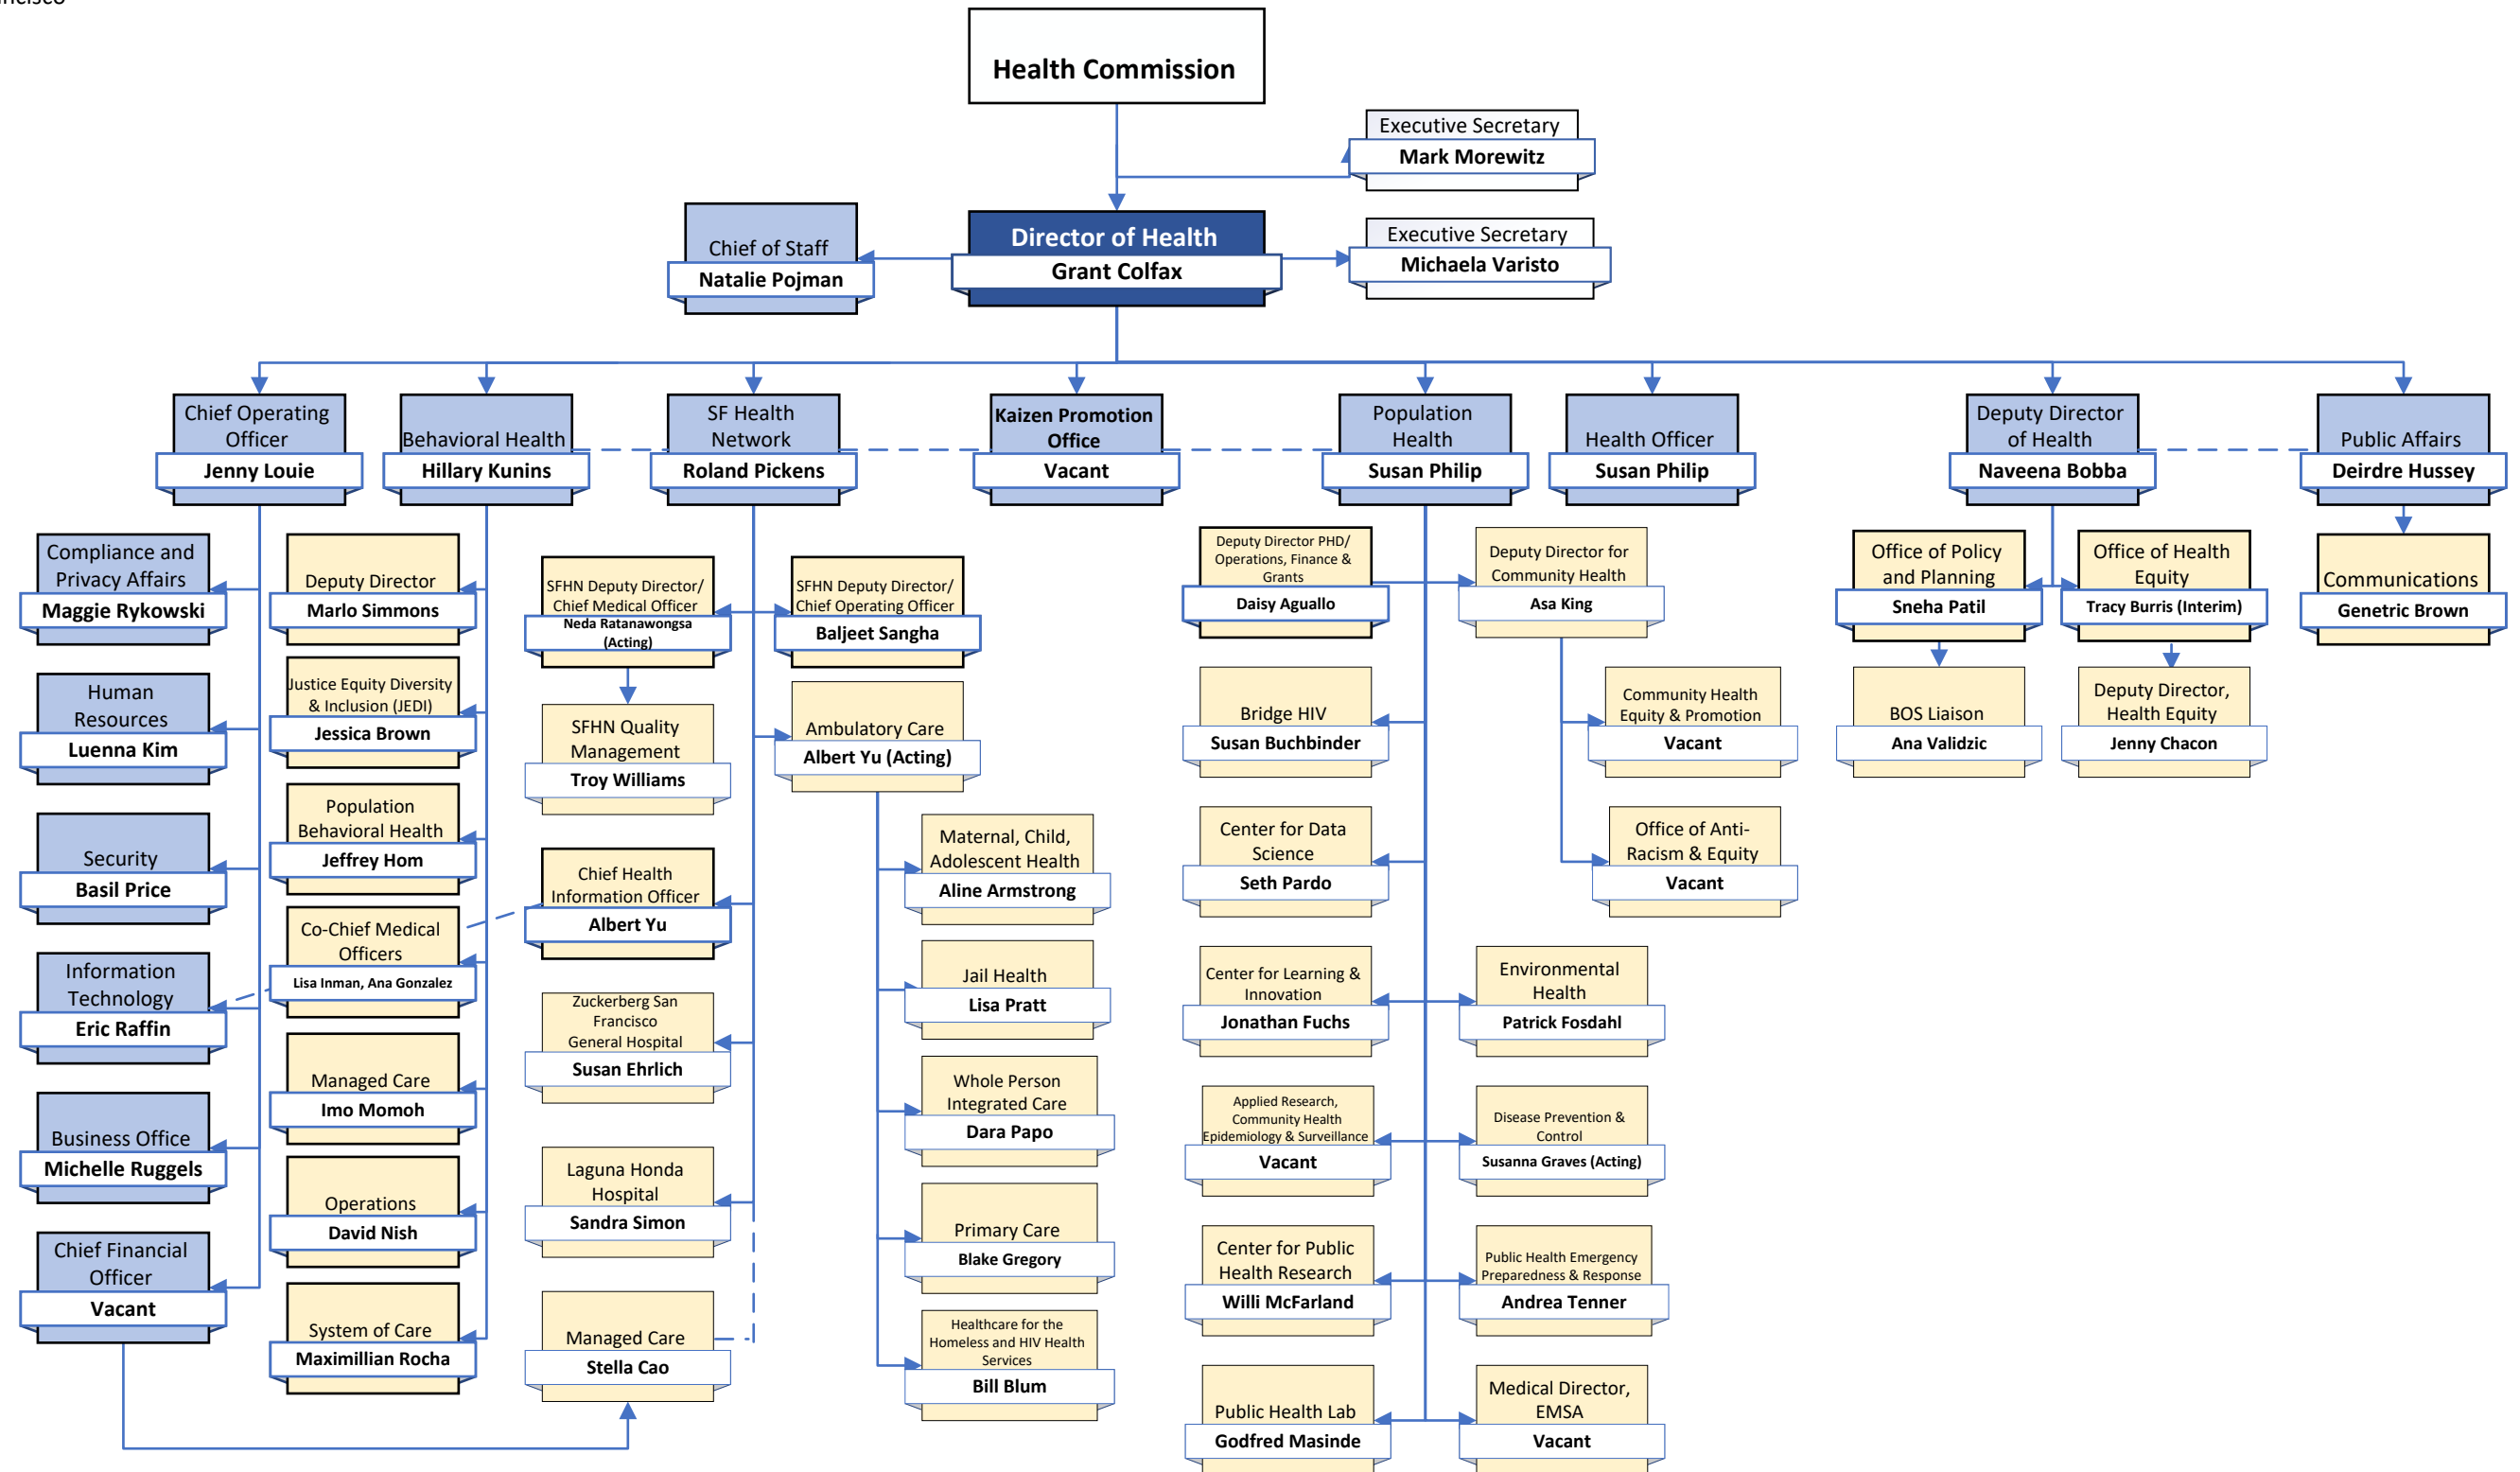 ncisco
Health Commission
Executive Secretary
Mark Morewitz
Chief of Staff
Natalie Pojman
Director of Health
Grant Colfax
Executive Secretary
Michaela Varisto
Chief Operating
Officer
Jenny Louie
Behavioral Health
Hillary Kunins
SF Health
Network
Roland Pickens
Kaizen Promotion
Office
Vacant
Population
Health
Susan Philip
Health Officer
Susan Philip
Deputy Director
of Health
Naveena Bobba
Public Affairs
Deirdre Hussey
Compliance and
Privacy Affairs
Maggie Rykowski
Human
Resources
Luenna Kim
Security
Basil Price
Information
Technology
Eric Raffin
Business Office
Michelle Ruggels
Chief Financial
Officer
Vacant
Deputy Director
Marlo Simmons
Justice Equity Diversity
& Inclusion (JEDI)
Jessica Brown
Population
Behavioral Health
Jeffrey Hom
Co-Chief Medical
Officers
Lisa Inman, Ana Gonzalez
Managed Care
Imo Momoh
Operations
David Nish
System of Care
Maximillian Rocha
SFHN Deputy Director/
Chief Medical Officer
Neda Ratanawongsa
(Acting)
SFHN Quality
Management
Troy Williams
Chief Health
Information Officer
Albert Yu
Zuckerberg San
Francisco
General Hospital
Susan Ehrlich
Laguna Honda
Hospital
Sandra Simon
Managed Care
Stella Cao
SFHN Deputy Director/
Chief Operating Officer
Baljeet Sangha
Ambulatory Care
Albert Yu (Acting)
Maternal, Child,
Adolescent Health
Aline Armstrong
Jail Health
Lisa Pratt
Whole Person
Integrated Care
Dara Papo
Primary Care
Blake Gregory
Healthcare for the
Homeless and HIV Health
Services
Bill Blum
Deputy Director PHD/
Operations, Finance &
Grants
Daisy Aguallo
Bridge HIV
Susan Buchbinder
Center for Data
Science
Seth Pardo
Center for Learning &
Innovation
Jonathan Fuchs
Applied Research,
Community Health
Epidemiology & Surveillance
Vacant
Center for Public
Health Research
Willi McFarland
Public Health Lab
Godfred Masinde
Deputy Director for
Community Health
Asa King
Community Health
Equity & Promotion
Vacant
Office of Anti-
Racism & Equity
Vacant
Environmental
Health
Patrick Fosdahl
Disease Prevention &
Control
Susanna Graves (Acting)
Public Health Emergency
Preparedness & Response
Andrea Tenner
Medical Director,
EMSA
Vacant
Office of Policy
and Planning
Sneha Patil
BOS Liaison
Ana Validzic
Office of Health
Equity
Tracy Burris (Interim)
Deputy Director,
Health Equity
Jenny Chacon
Communications
Genetric Brown